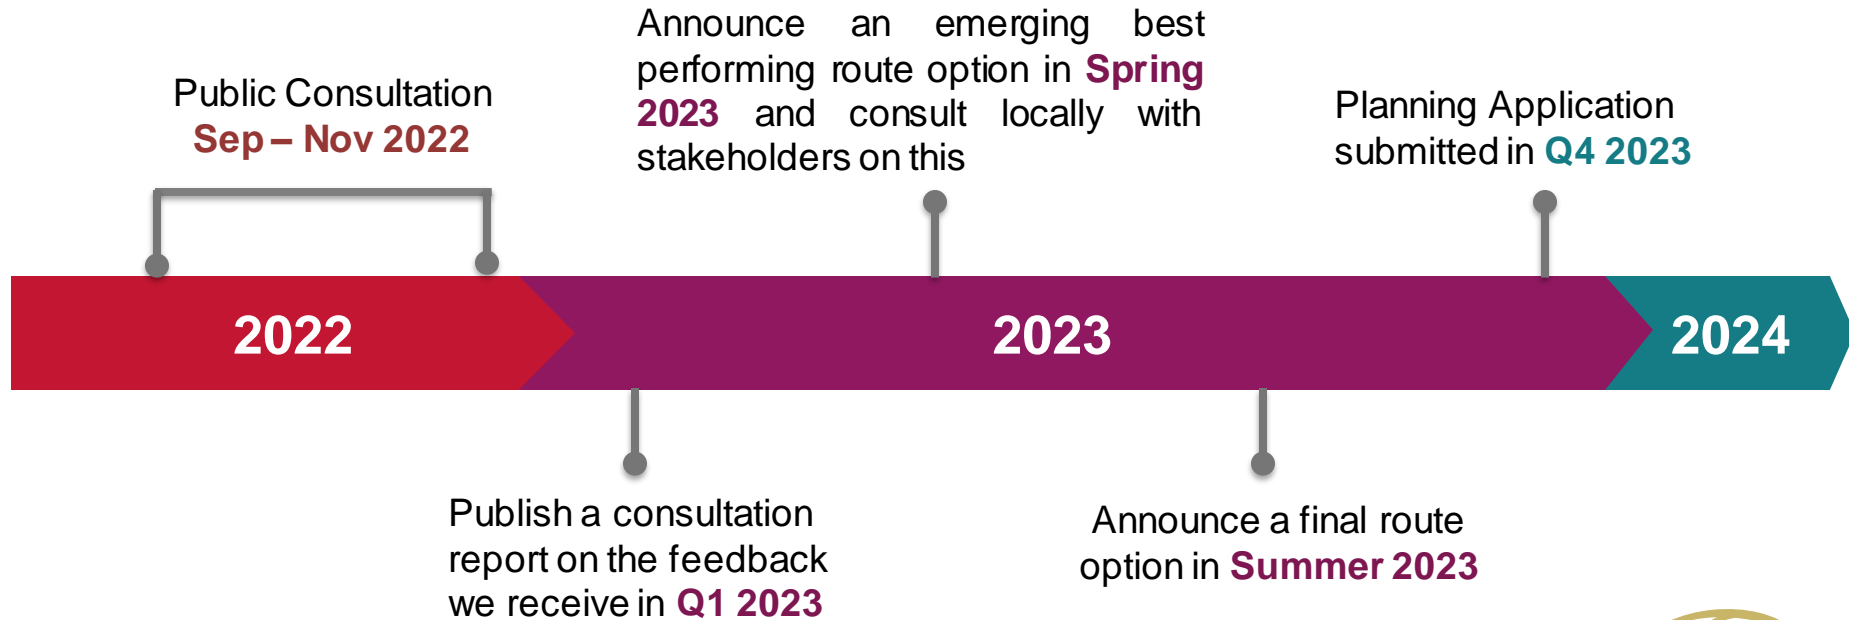 Public Consultation
Sep – Nov 2022
Announce an emerging best
performing route option in Spring
2023 and consult locally with
stakeholders on this
Planning Application
submitted in Q4 2023
2022
2023
2024
Publish a consultation
report on the feedback
we receive in Q1 2023
Announce a final route
option in Summer 2023